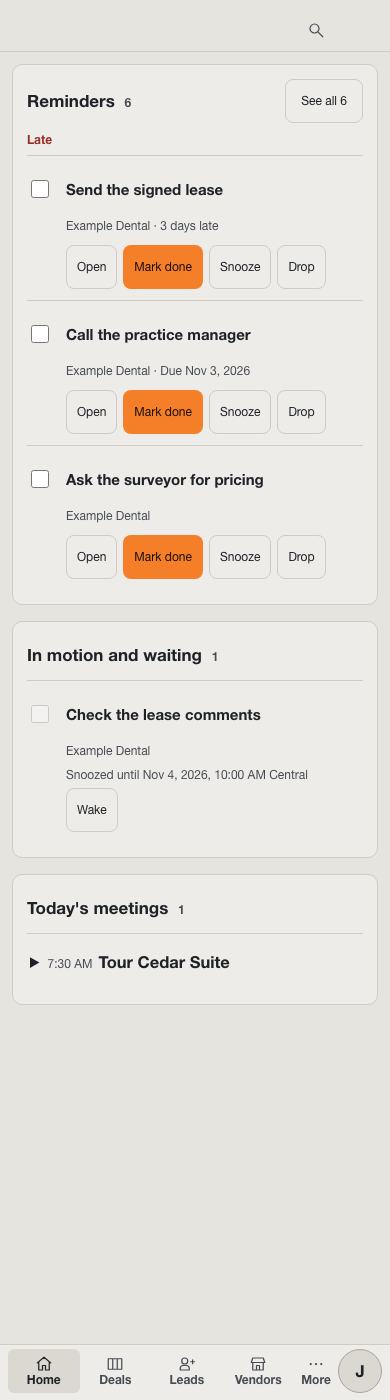 Reminders 6
See all 6
Late
Send the signed lease
Example Dental · 3 days late
Open Mark done Snooze Drop
Call the practice manager
Example Dental · Due Nov 3, 2026
Open Mark done Snooze Drop
Ask the surveyor for pricing
Example Dental
Open Mark done Snooze Drop
In motion and waiting 1
Check the lease comments
Example Dental
Snoozed until Nov 4, 2026, 10:00 AM Central
Wake
Today's meetings 1
7:30 AM Tour Cedar Suite
Home Deals Leads Vendors More J